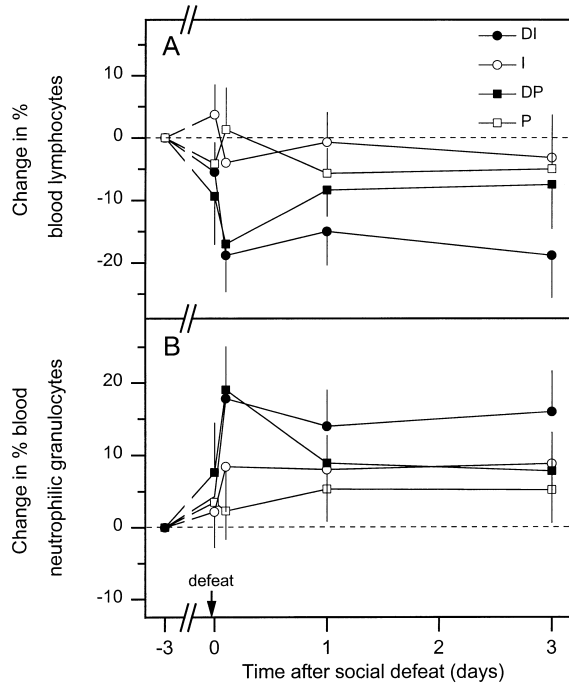 A
DI
I
DP
P
10
0
-10
-20
Change in %
blood lymphocytes
B
20
10
0
-10
Change in % blood
neutrophilic granulocytes
defeat
-3 0 1 2 3
Time after social defeat (days)